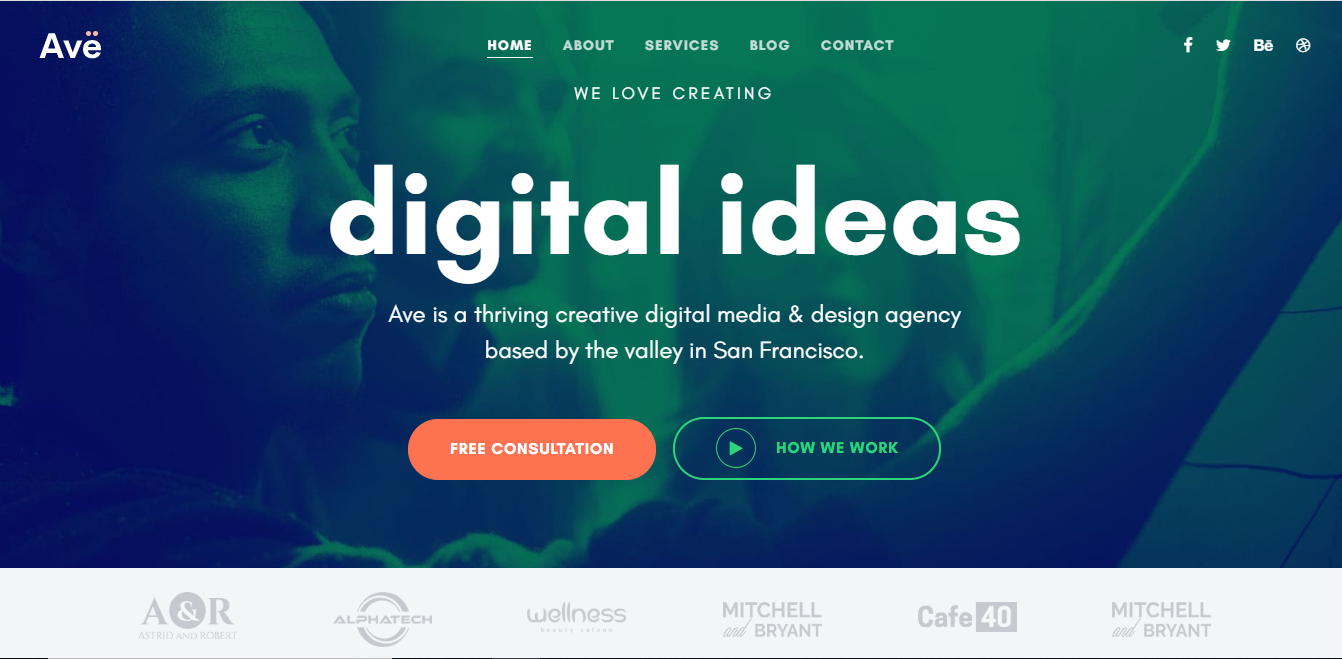 Avë
HOME ABOUT SERVICES BLOG CONTACT
Bē
WE LOVE CREATING
digital ideas
Ave is a thriving creative digital media & design agency
based by the valley in San Francisco.
FREE CONSULTATION
HOW WE WORK
A&R
ASTRID AND ROBERT
ALPHATECH
wellness
beauty saloon
MITCHELL
and BRYANT
Cafe 40
MITCHELL
and BRYANT